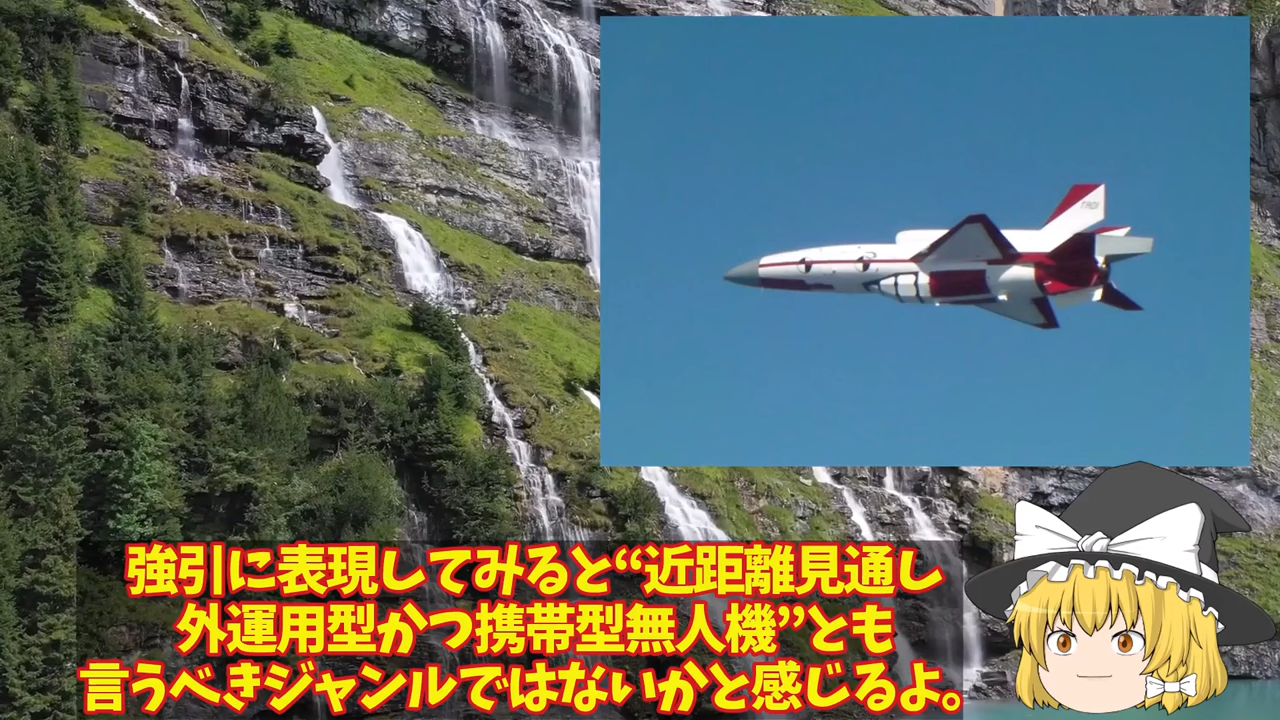 強引に表現してみると“近距離見通し
外運用型かつ携帯型無人機”とも
言うべきジャンルではないかと感じるよ。